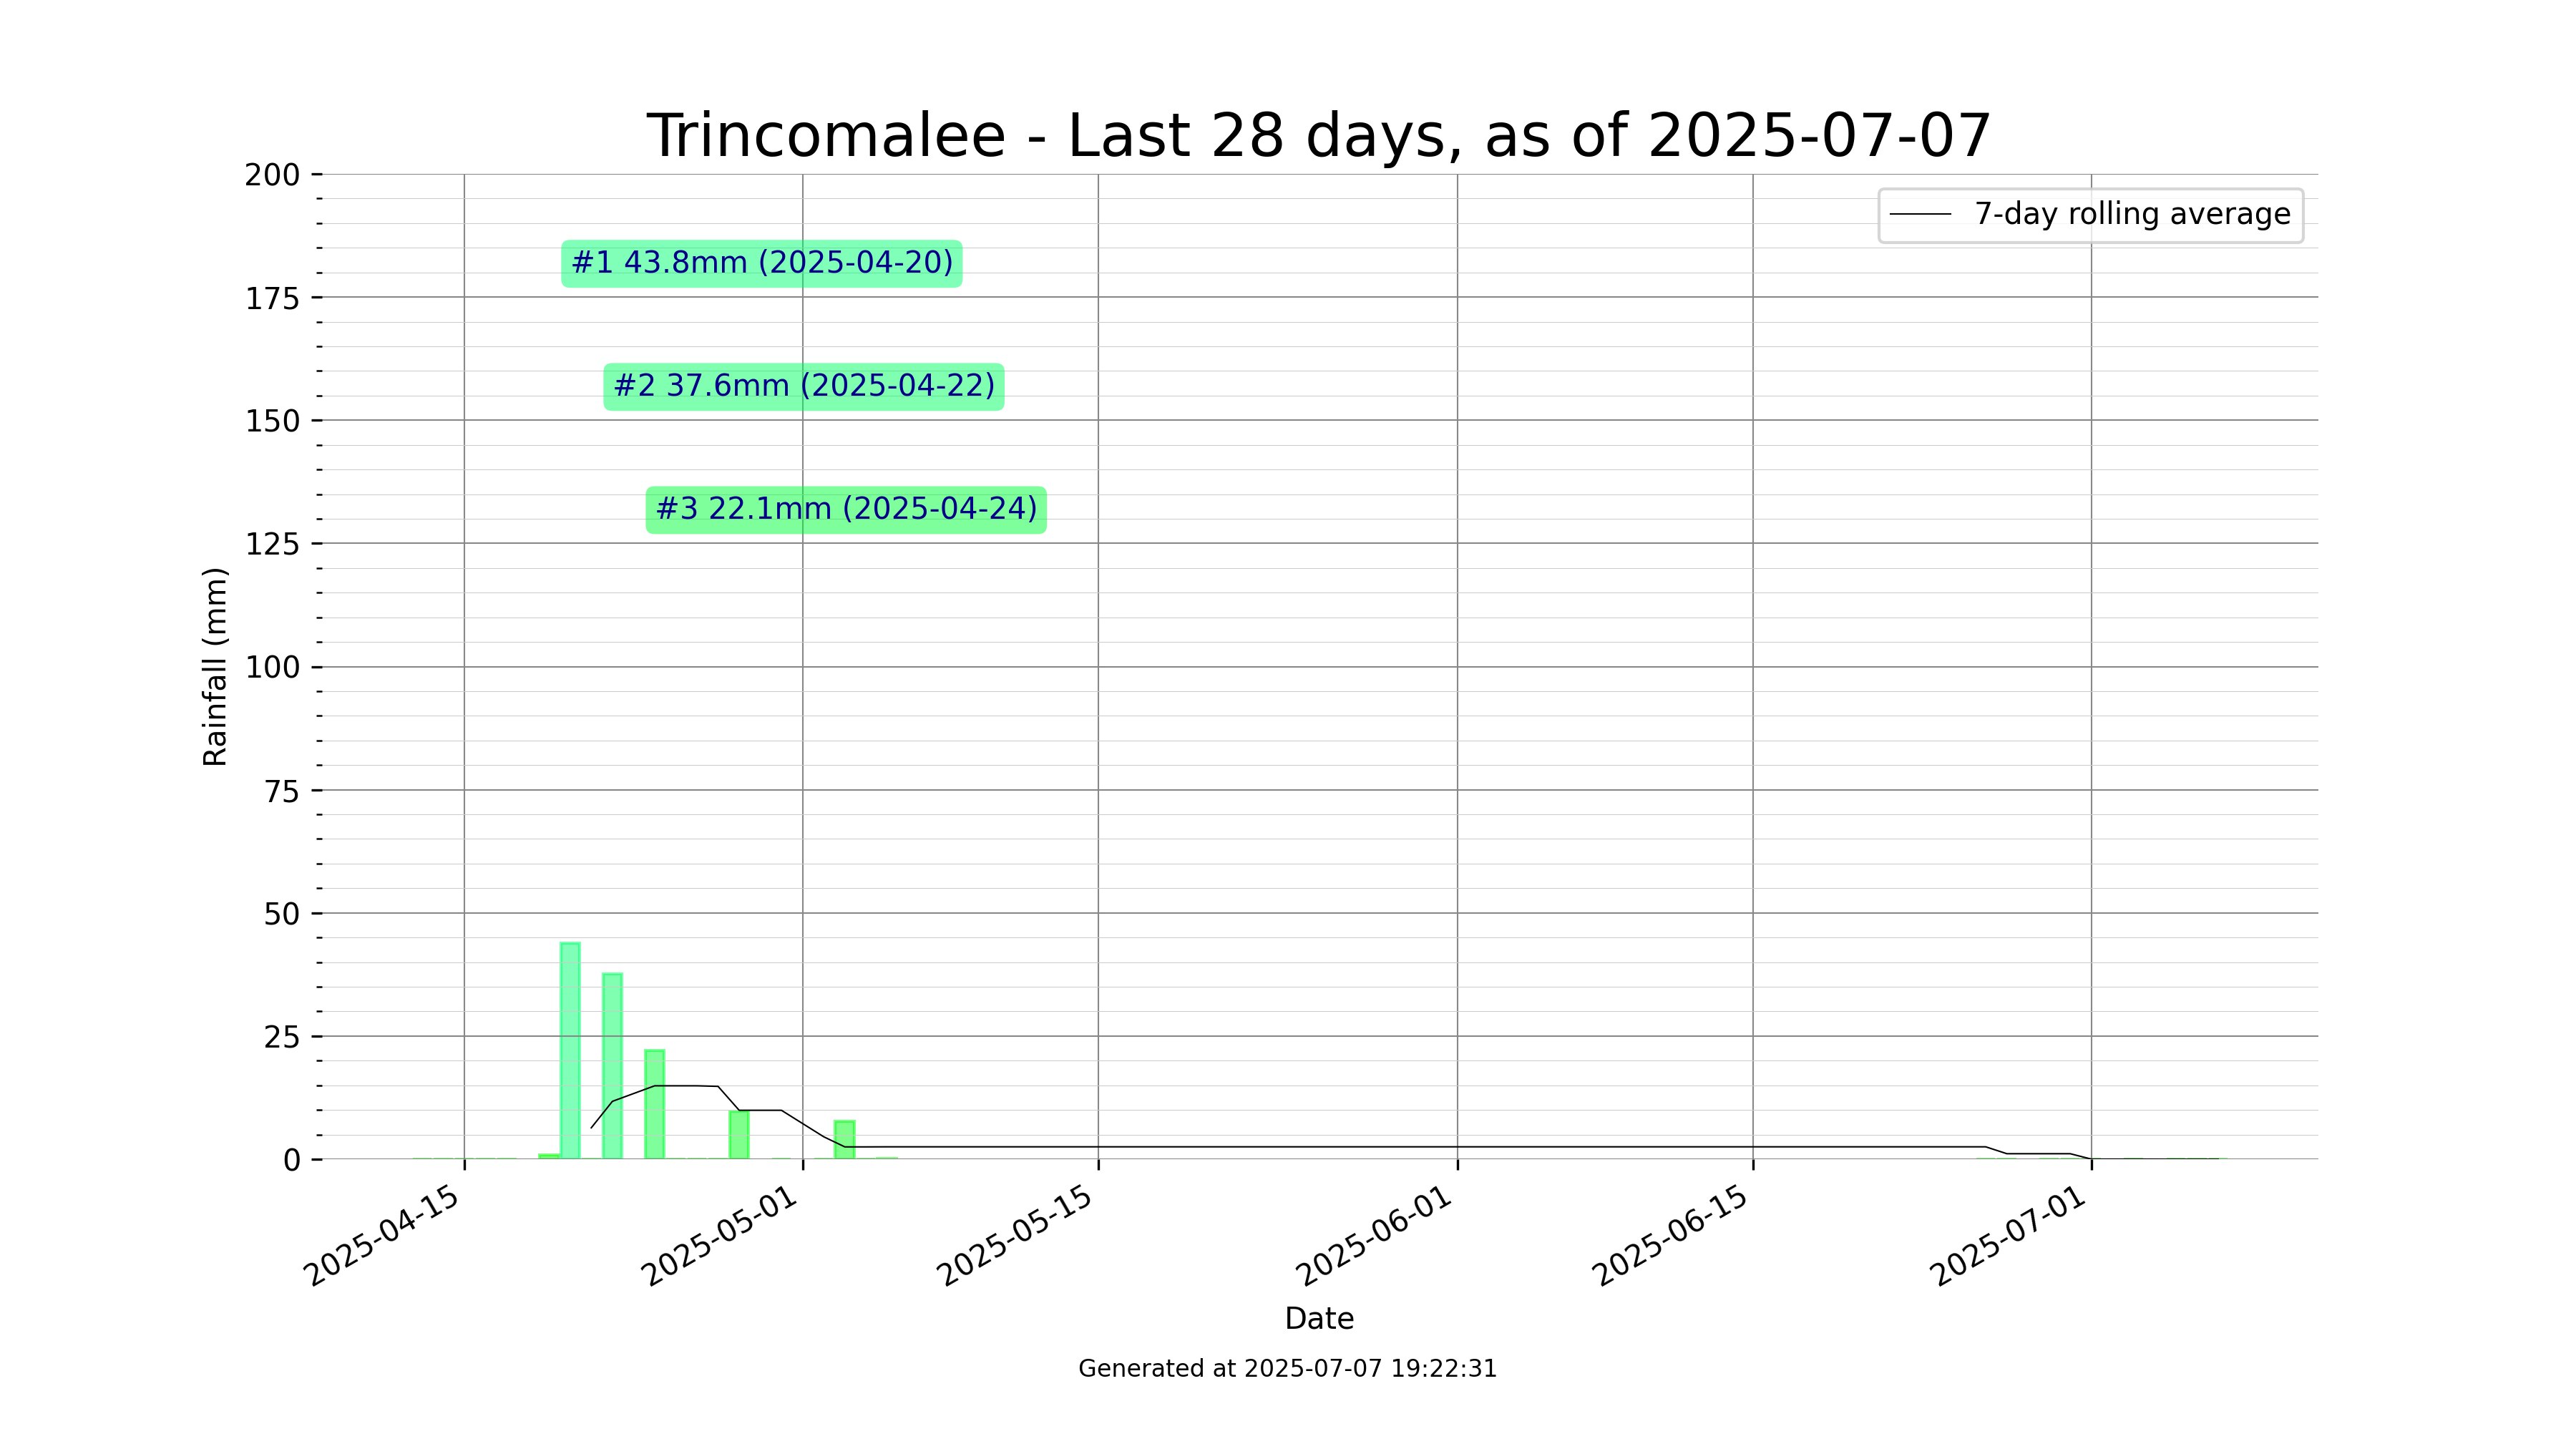 Trincomalee - Last 28 days, as of 2025-07-07
200
175
150
125
100
75
50
25
0
Rainfall (mm)
7-day rolling average
#1 43.8mm (2025-04-20)
#2 37.6mm (2025-04-22)
#3 22.1mm (2025-04-24)
2025-04-15
2025-05-01
2025-05-15
2025-06-01
2025-06-15
2025-07-01
Date
Generated at 2025-07-07 19:22:31